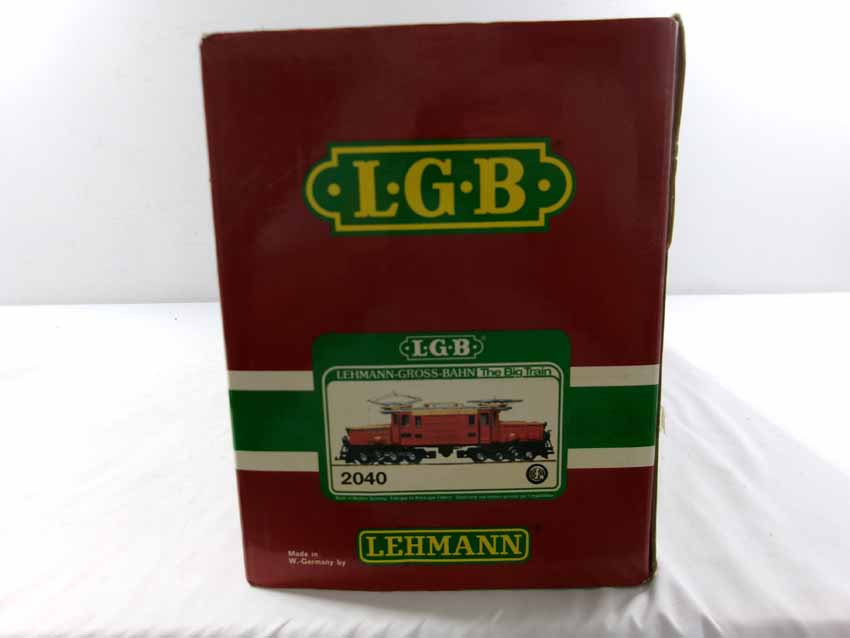 L·G·B
L·G·B®
LEHMANN-GROSS-BAHN The Big Train
2040
Made in
W.-Germany by
LEHMANN